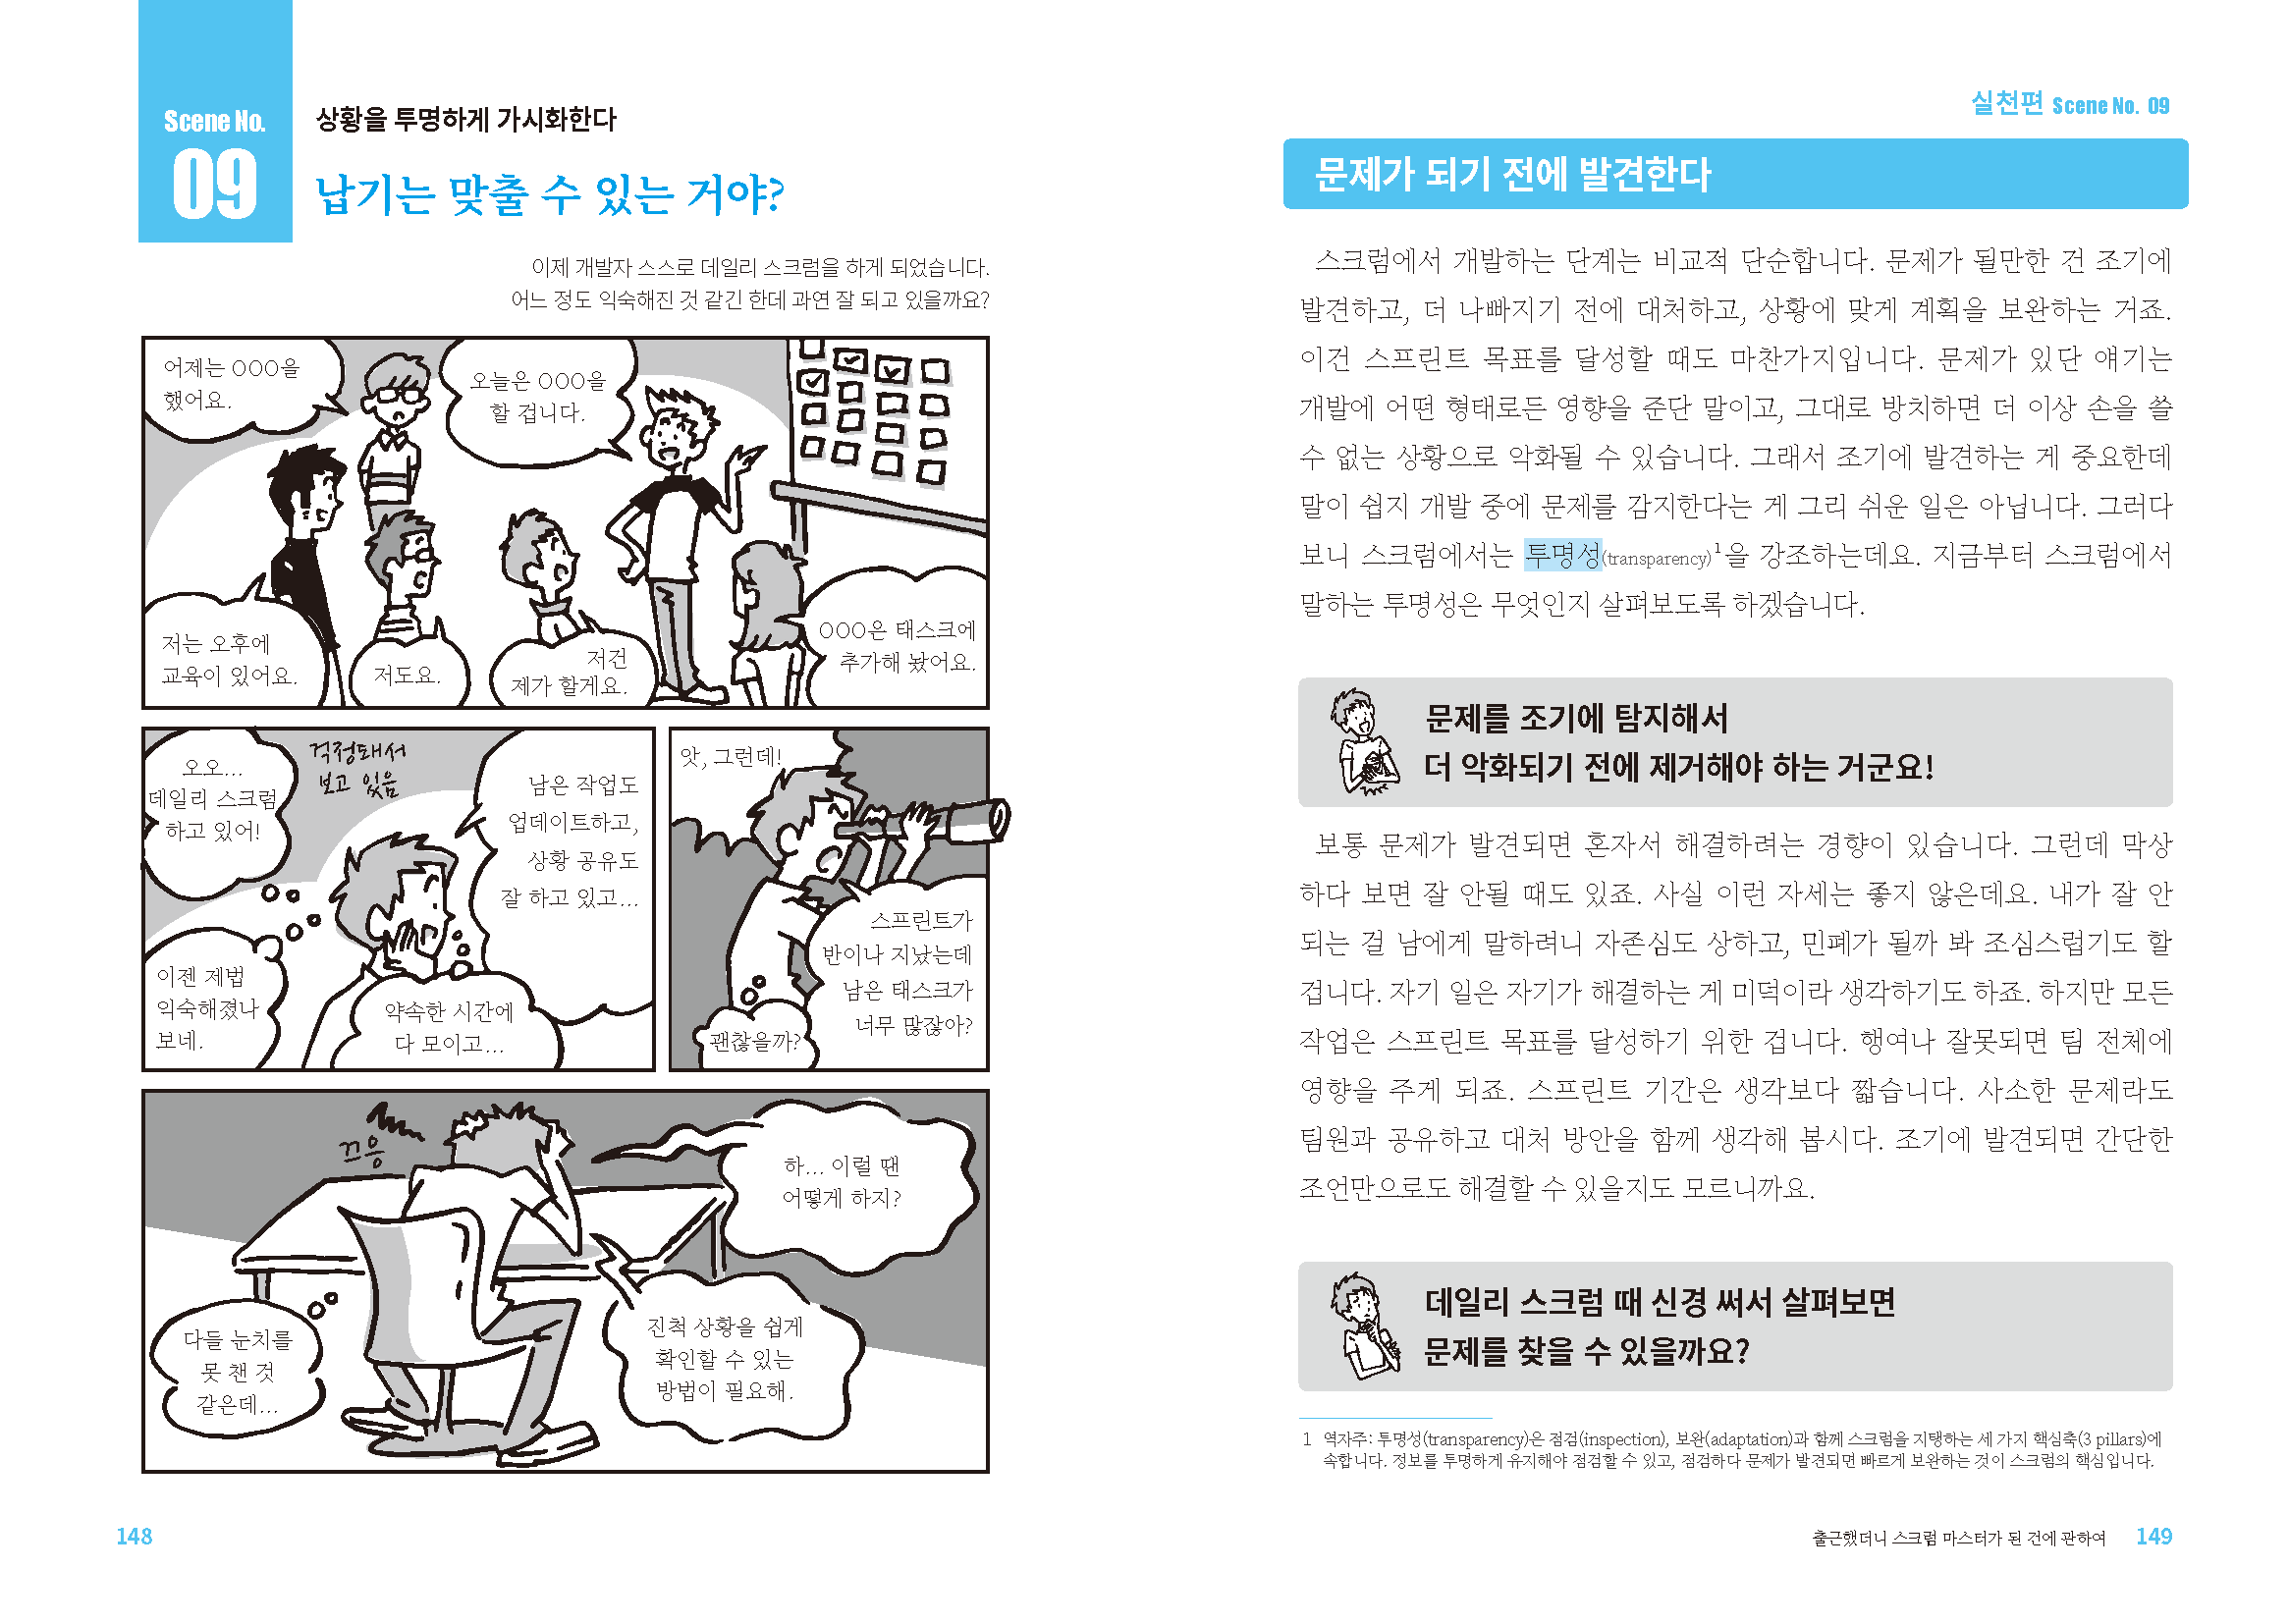 Scene No.
09
상황을 투명하게 가시화한다
납기는 맞출 수 있는 거야?
이제 개발자 스스로 데일리 스크럼을 하게 되었습니다.
어느 정도 익숙해진 것 같긴 한데 과연 잘 되고 있을까요?
어제는 OOO을
했어요.
오늘은 OOO을
할 겁니다.
저는 오후에
교육이 있어요.
저도요.
저건
제가 할게요.
OOO은 태스크에
추가해 놨어요.
오오...
데일리 스크럼
하고 있어!
걱정돼서
보고 있음
남은 작업도
업데이트하고,
상황 공유도
잘 하고 있고...
이젠 제법
익숙해졌나
보네.
약속한 시간에
다 모이고...
앗, 그런데!
스프린트가
반이나 지났는데
남은 태스크가
너무 많잖아?
괜찮을까?
끄응
하... 이럴 땐
어떻게 하지?
다들 눈치를
못 챈 것
같은데...
진척 상황을 쉽게
확인할 수 있는
방법이 필요해.
148
실천편 Scene No. 09
문제가 되기 전에 발견한다
스크럼에서 개발하는 단계는 비교적 단순합니다. 문제가 될만한 건 조기에
발견하고, 더 나빠지기 전에 대처하고, 상황에 맞게 계획을 보완하는 거죠.
이건 스프린트 목표를 달성할 때도 마찬가지입니다. 문제가 있단 얘기는
개발에 어떤 형태로든 영향을 준단 말이고, 그대로 방치하면 더 이상 손을 쓸
수 없는 상황으로 악화될 수 있습니다. 그래서 조기에 발견하는 게 중요한데
말이 쉽지 개발 중에 문제를 감지한다는 게 그리 쉬운 일은 아닙니다. 그러다
보니 스크럼에서는 투명성(transparency)¹을 강조하는데요. 지금부터 스크럼에서
말하는 투명성은 무엇인지 살펴보도록 하겠습니다.
문제를 조기에 탐지해서
더 악화되기 전에 제거해야 하는 거군요!
보통 문제가 발견되면 혼자서 해결하려는 경향이 있습니다. 그런데 막상
하다 보면 잘 안될 때도 있죠. 사실 이런 자세는 좋지 않은데요. 내가 잘 안
되는 걸 남에게 말하려니 자존심도 상하고, 민폐가 될까 봐 조심스럽기도 할
겁니다. 자기 일은 자기가 해결하는 게 미덕이라 생각하기도 하죠. 하지만 모든
작업은 스프린트 목표를 달성하기 위한 겁니다. 행여나 잘못되면 팀 전체에
영향을 주게 되죠. 스프린트 기간은 생각보다 짧습니다. 사소한 문제라도
팀원과 공유하고 대처 방안을 함께 생각해 봅시다. 조기에 발견되면 간단한
조언만으로도 해결할 수 있을지도 모르니까요.
데일리 스크럼 때 신경 써서 살펴보면
문제를 찾을 수 있을까요?
1 역자주: 투명성(transparency)은 점검(inspection), 보완(adaptation)과 함께 스크럼을 지탱하는 세 가지 핵심축(3 pillars)에
속합니다. 정보를 투명하게 유지해야 점검할 수 있고, 점검하다 문제가 발견되면 빠르게 보완하는 것이 스크럼의 핵심입니다.
출근했더니 스크럼 마스터가 된 건에 관하여 149